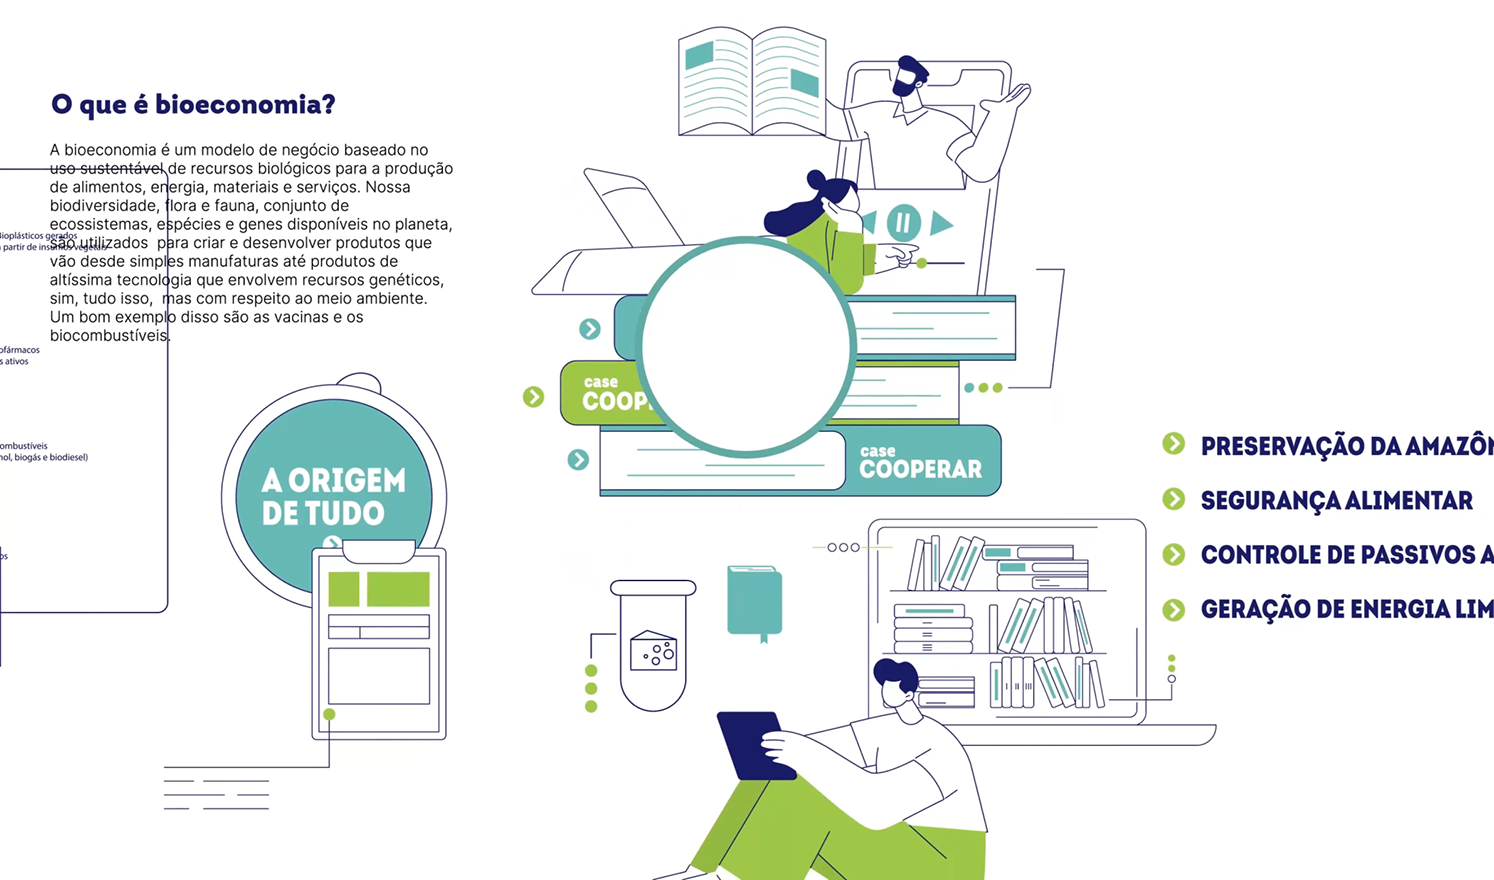 O que é bioeconomia?
A bioeconomia é um modelo de negócio baseado no
uso sustentável de recursos biológicos para a produção
de alimentos, energia, materiais e serviços. Nossa
biodiversidade, flora e fauna, conjunto de
ecossistemas, espécies e genes disponíveis no planeta,
são utilizados para criar e desenvolver produtos que
vão desde simples manufaturas até produtos de
altíssima tecnologia que envolvem recursos genéticos,
sim, tudo isso, mas com respeito ao meio ambiente.
Um bom exemplo disso são as vacinas e os
biocombustíveis.
Bioplásticos gerados
a partir de insumos vegetais
ofármacos
s ativos
ombustíveis
nol, biogás e biodiesel)
os
A ORIGEM
DE TUDO
case
COOP
case
COOPERAR
PRESERVAÇÃO DA AMAZÔN
SEGURANÇA ALIMENTAR
CONTROLE DE PASSIVOS A
GERAÇÃO DE ENERGIA LIM